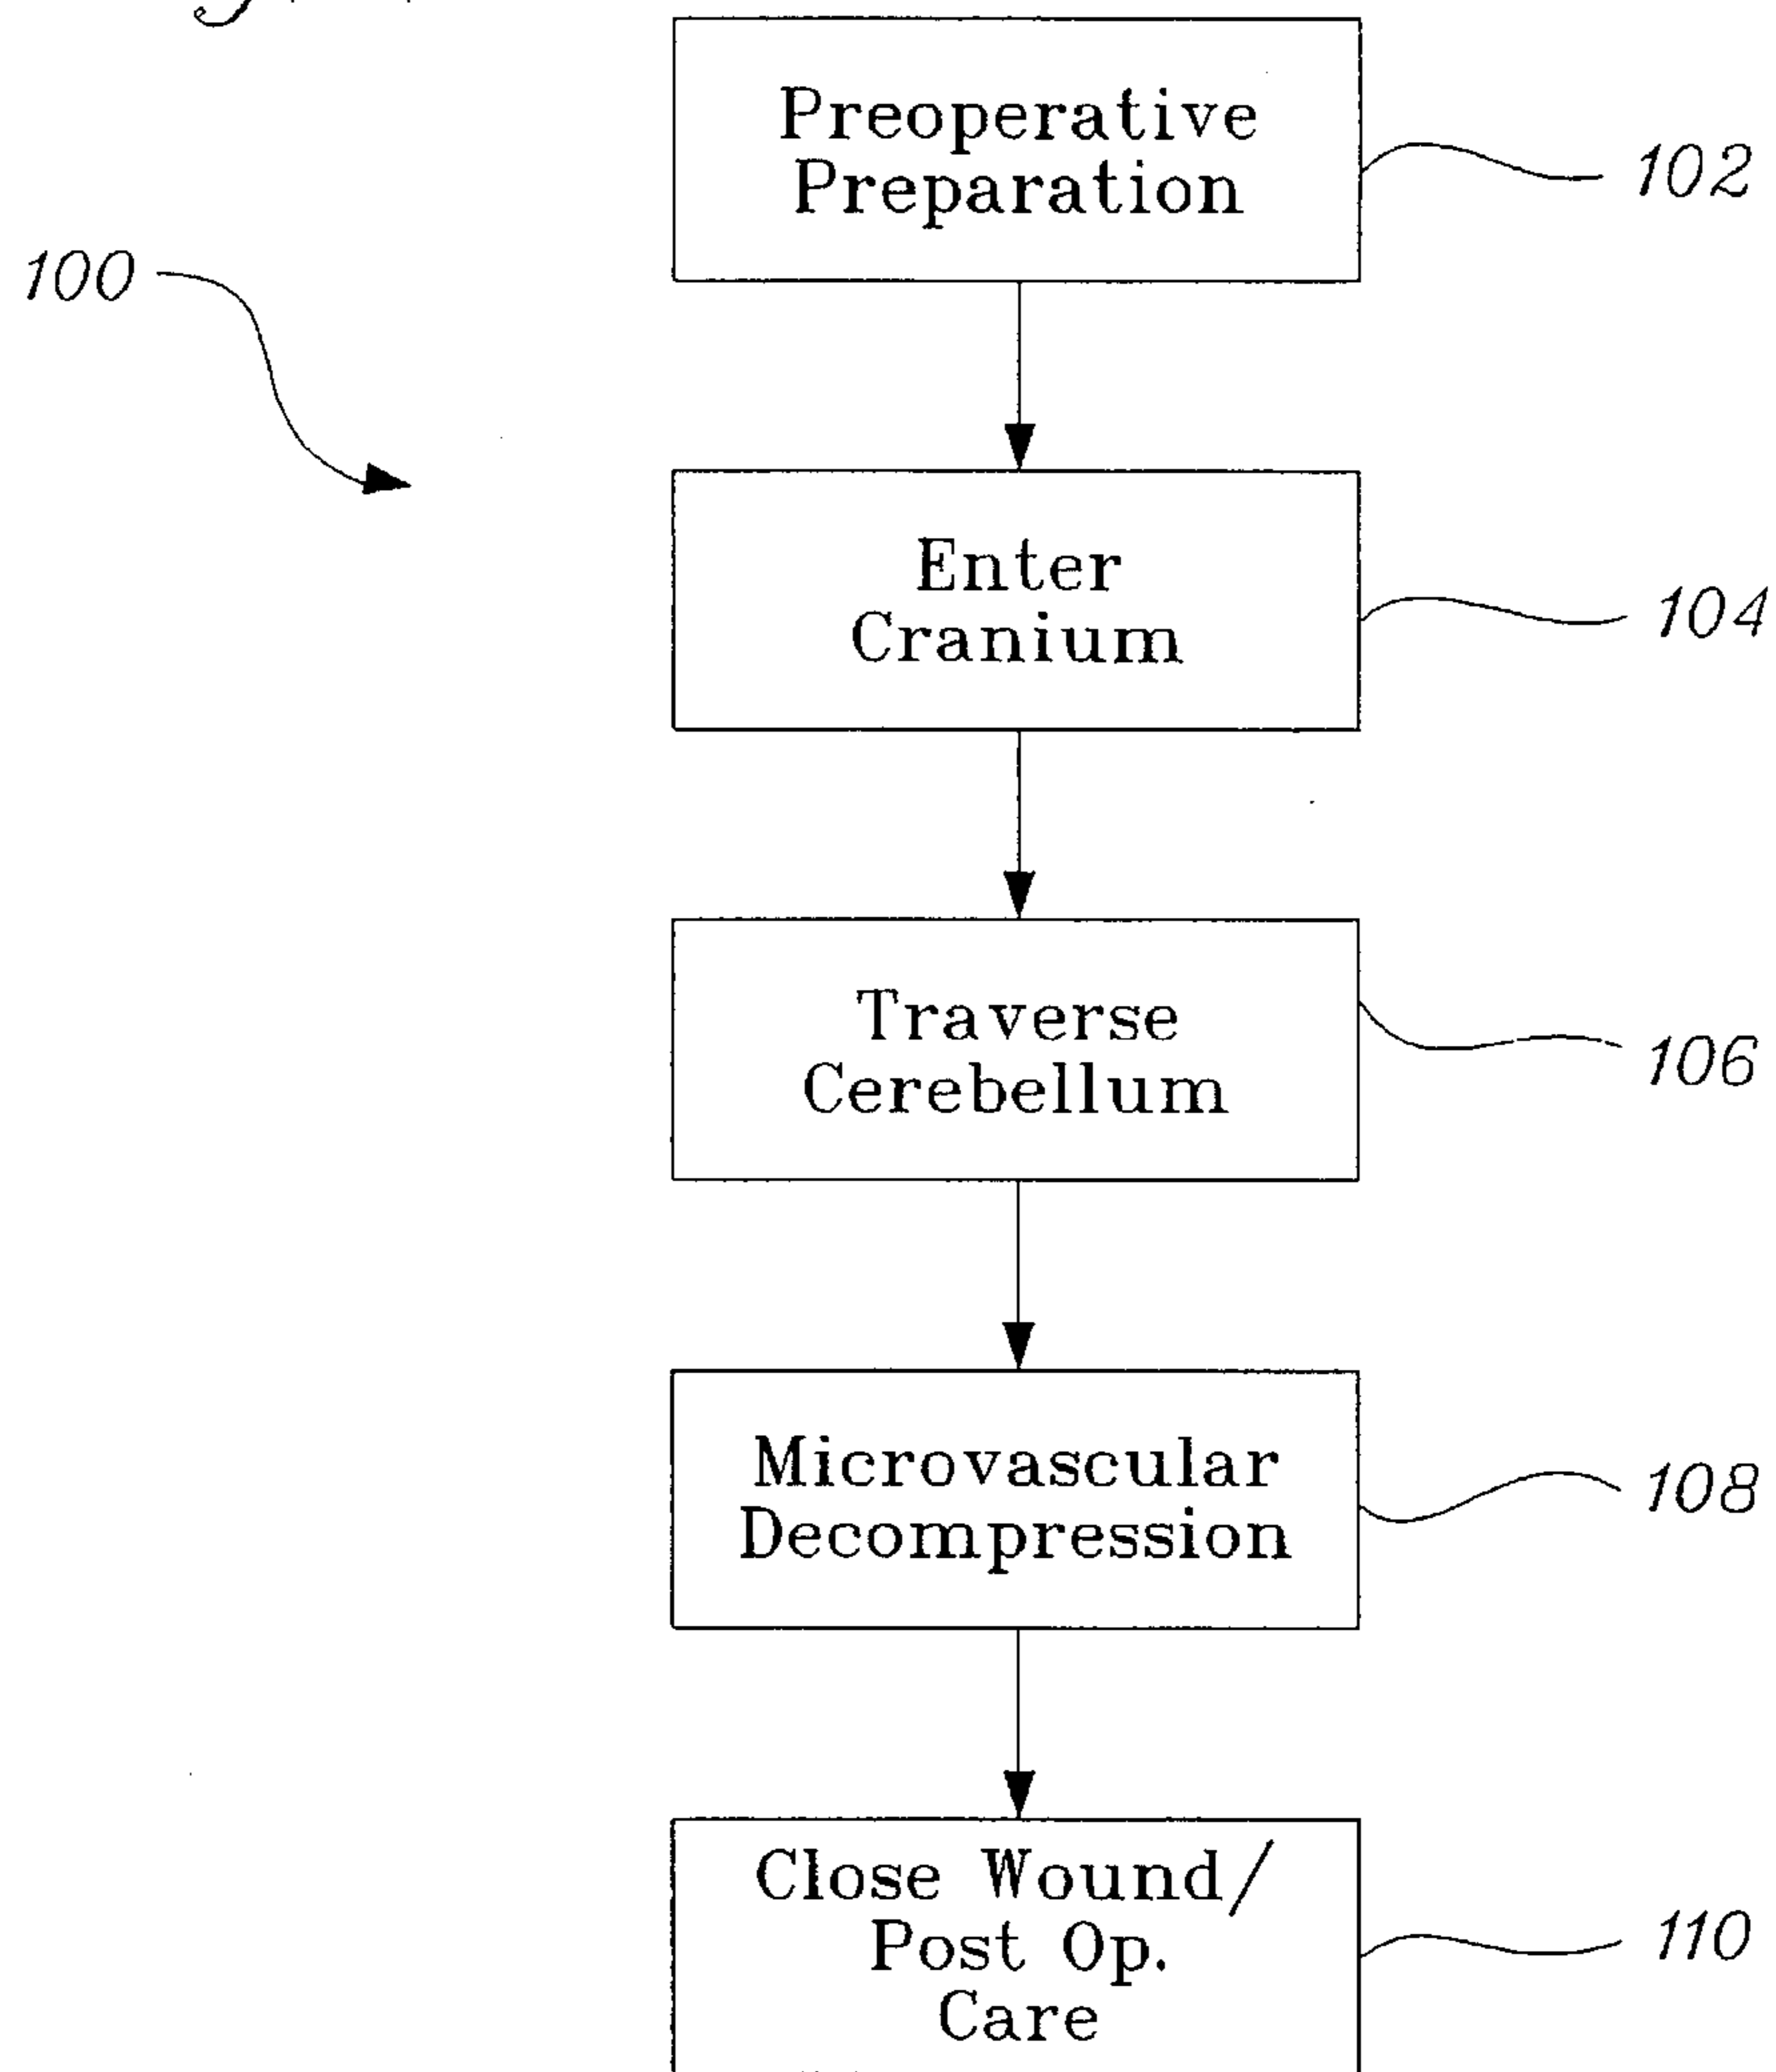 Preoperative
Preparation
102
100
Enter
Cranium
104
Traverse
Cerebellum
106
Microvascular
Decompression
108
Close Wound/
Post Op.
Care
110